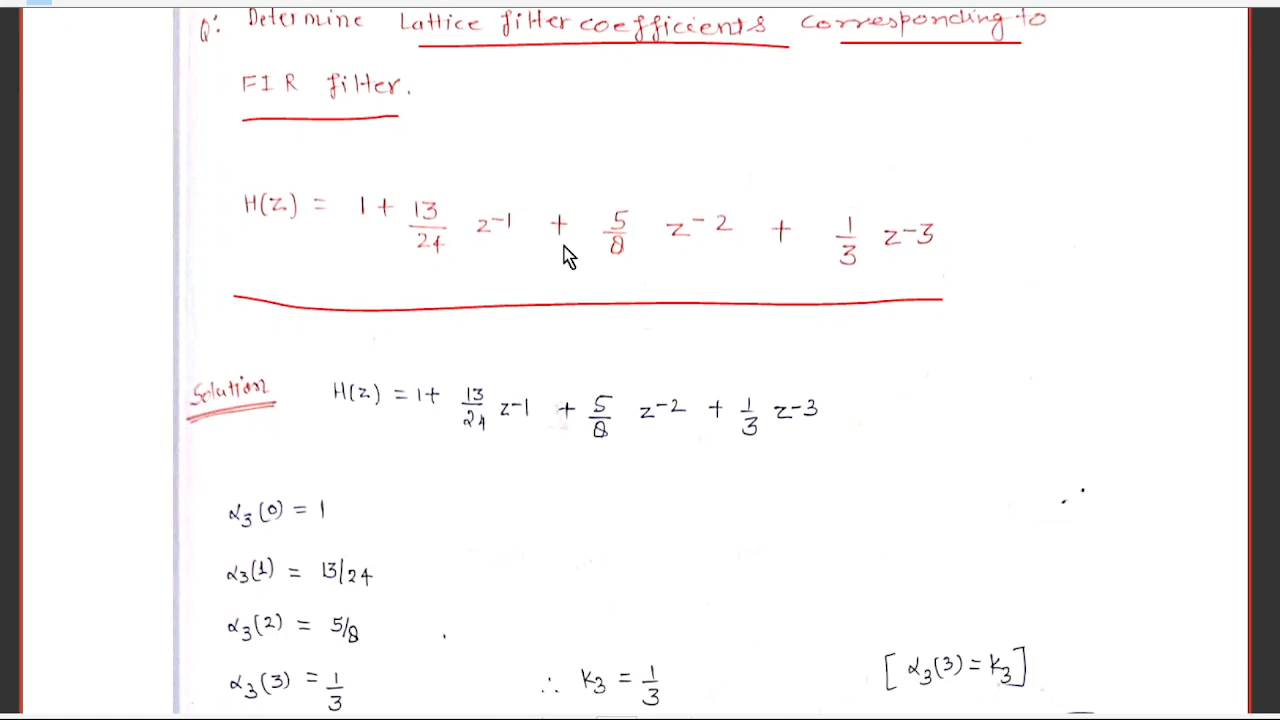 Q: Determine Lattice filter coefficients corresponding to
FIR filter.
H(z) = 1 + 13/24 z-1 + 5/8 z-2 + 1/3 z-3
Solution H(z) = 1 + 13/24 z-1 + 5/8 z-2 + 1/3 z-3
α3(0) = 1
α3(1) = 13/24
α3(2) = 5/8
α3(3) = 1/3 ∴ K3 = 1/3 [α3(3) = K3]